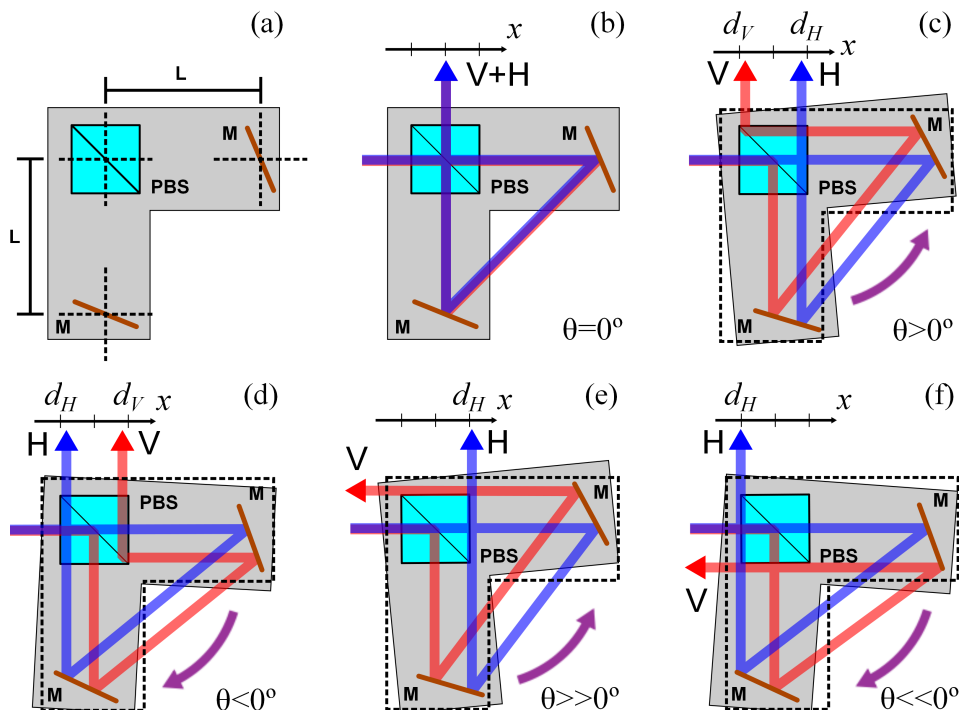 (a)
L
M
PBS
L
M
(b)
x
V+H
M
PBS
M
θ=0º
(c)
d_V d_H x
V H
M
PBS
M
θ>0º
(d)
d_H d_V x
H V
M
PBS
M
θ<0º
(e)
d_H x
V H
M
PBS
M
θ>>0º
(f)
d_H x
H
M
PBS
V
M
θ<<0º